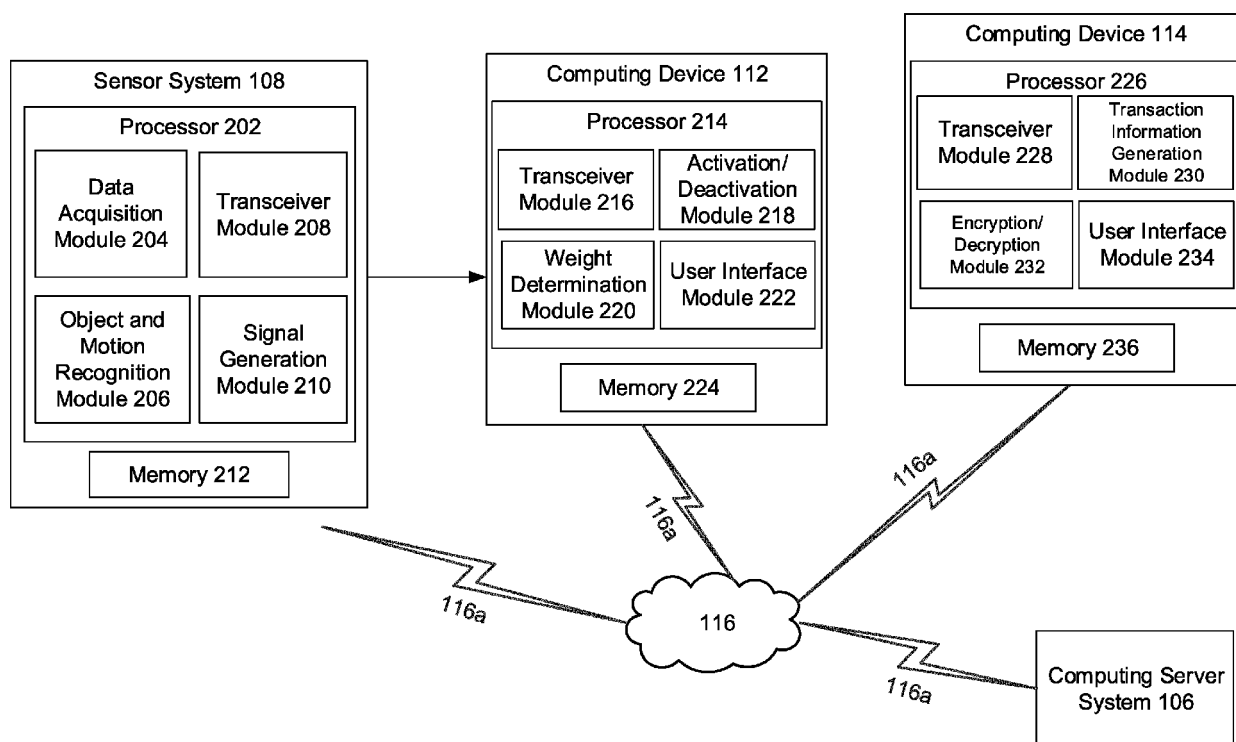 Sensor System 108
Processor 202
Data
Acquisition
Module 204
Transceiver
Module 208
Object and
Motion
Recognition
Module 206
Signal
Generation
Module 210
Memory 212
Computing Device 112
Processor 214
Transceiver
Module 216
Activation/
Deactivation
Module 218
Weight
Determination
Module 220
User Interface
Module 222
Memory 224
Computing Device 114
Processor 226
Transceiver
Module 228
Transaction
Information
Generation
Module 230
Encryption/
Decryption
Module 232
User Interface
Module 234
Memory 236
116a
116a
116a
116
116a
Computing Server
System 106